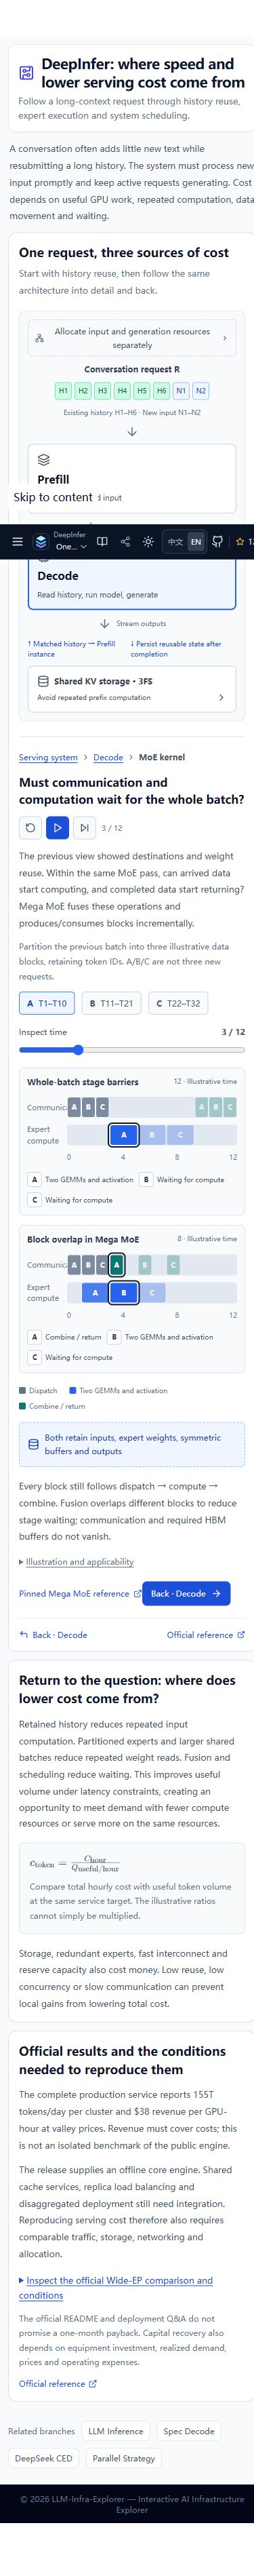 DeepInfer: where speed and
lower serving cost come from
Follow a long-context request through history reuse,
expert execution and system scheduling.
A conversation often adds little new text while
resubmitting a long history. The system must process new
input promptly and keep active requests generating. Cost
depends on useful GPU work, repeated computation, data
movement and waiting.
One request, three sources of cost
Start with history reuse, then follow the same
architecture into detail and back.
Allocate input and generation resources
separately
Conversation request R
H1 H2 H3 H4 H5 H6 N1 N2
Existing history H1–H6 · New input N1–N2
Prefill
Skip to content
d input
DeepInfer
One...
中文 EN
Decode
Read history, run model, generate
Stream outputs
↑ Matched history → Prefill
instance
↓ Persist reusable state after
completion
Shared KV storage • 3FS
Avoid repeated prefix computation
Serving system > Decode > MoE kernel
Must communication and
computation wait for the whole batch?
3 / 12
The previous view showed destinations and weight
reuse. Within the same MoE pass, can arrived data
start computing, and completed data start returning?
Mega MoE fuses these operations and
produces/consumes blocks incrementally.
Partition the previous batch into three illustrative data
blocks, retaining token IDs. A/B/C are not three new
requests.
A T1–T10
B T11–T21
C T22–T32
Inspect time
3 / 12
Whole-batch stage barriers
12 · Illustrative time
Communica
A B C A B C
Expert
compute
A B C
0 4 8 12
A Two GEMMs and activation
B Waiting for compute
C Waiting for compute
Block overlap in Mega MoE
8 · Illustrative time
Communica
A B C A B C
Expert
compute
A B C
0 4 8 12
A Combine / return
B Two GEMMs and activation
C Waiting for compute
Dispatch
Two GEMMs and activation
Combine / return
Both retain inputs, expert weights, symmetric
buffers and outputs
Every block still follows dispatch → compute →
combine. Fusion overlaps different blocks to reduce
stage waiting; communication and required HBM
buffers do not vanish.
Illustration and applicability
Pinned Mega MoE reference
Back · Decode →
Back · Decode
Official reference
Return to the question: where does
lower cost come from?
Retained history reduces repeated input
computation. Partitioned experts and larger shared
batches reduce repeated weight reads. Fusion and
scheduling reduce waiting. This improves useful
volume under latency constraints, creating an
opportunity to meet demand with fewer compute
resources or serve more on the same resources.
c_token = C_hour / Q_useful/hour
Compare total hourly cost with useful token volume
at the same service target. The illustrative ratios
cannot simply be multiplied.
Storage, redundant experts, fast interconnect and
reserve capacity also cost money. Low reuse, low
concurrency or slow communication can prevent
local gains from lowering total cost.
Official results and the conditions
needed to reproduce them
The complete production service reports 155T
tokens/day per cluster and $38 revenue per GPU-
hour at valley prices. Revenue must cover costs; this
is not an isolated benchmark of the public engine.
The release supplies an offline core engine. Shared
cache services, replica load balancing and
disaggregated deployment still need integration.
Reproducing serving cost therefore also requires
comparable traffic, storage, networking and
allocation.
Inspect the official Wide-EP comparison and
conditions
The official README and deployment Q&A do not
promise a one-month payback. Capital recovery also
depends on equipment investment, realized demand,
prices and operating expenses.
Official reference
Related branches
LLM Inference
Spec Decode
DeepSeek CED
Parallel Strategy
© 2026 LLM-Infra-Explorer — Interactive AI Infrastructure
Explorer